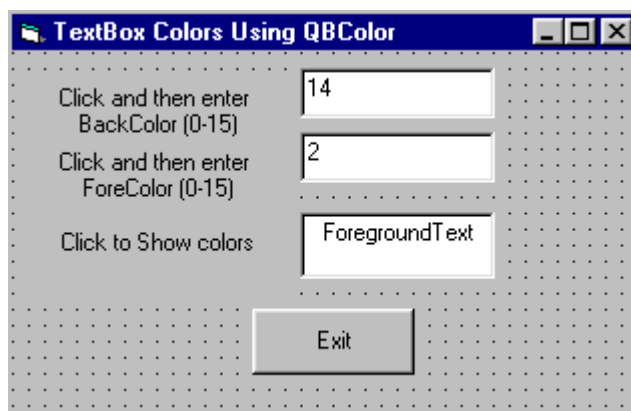 TextBox Colors Using QBColor
Click and then enter
BackColor (0-15)
14
Click and then enter
ForeColor (0-15)
2
Click to Show colors
ForegroundText
Exit